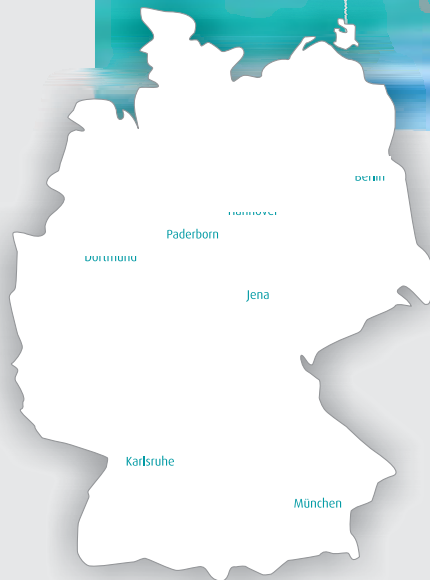 Berlin
Hannover
Paderborn
Dortmund
Jena
Karlsruhe
München